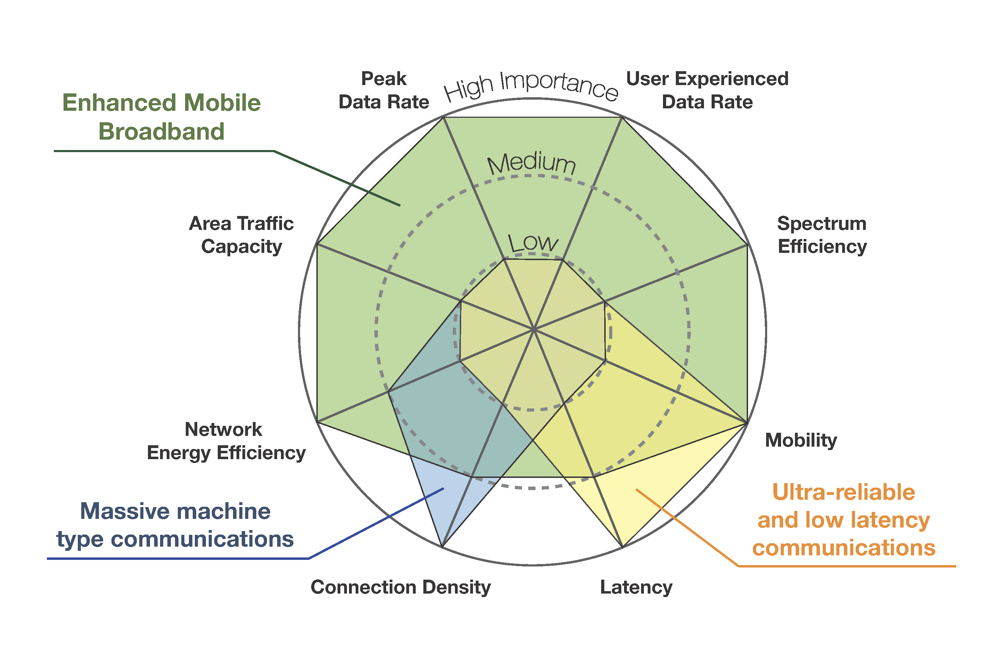 Peak
Data Rate
High Importance
User Experienced
Data Rate
Enhanced Mobile
Broadband
Medium
Area Traffic
Capacity
Low
Spectrum
Efficiency
Network
Energy Efficiency
Mobility
Massive machine
type communications
Ultra-reliable
and low latency
communications
Connection Density
Latency